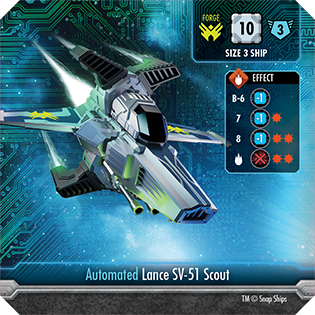 FORGE
10
3
SIZE 3 SHIP
EFFECT
B-6 -1
7 -1
8 -1
Automated Lance SV-51 Scout
TM © Snap Ships